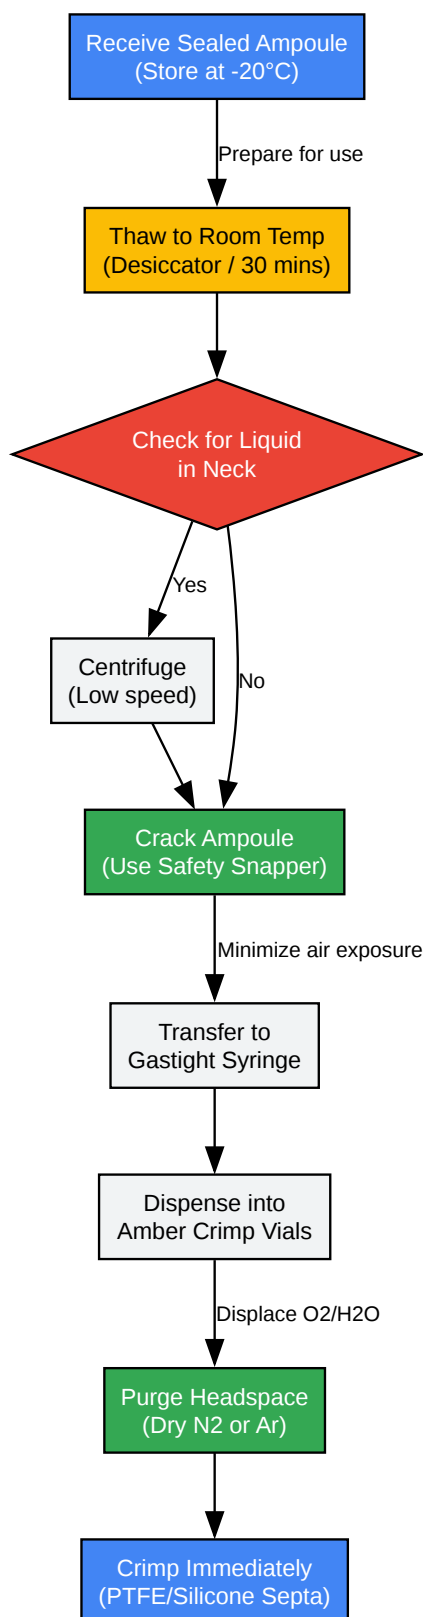 Receive Sealed Ampoule
(Store at -20°C)
Prepare for use
Thaw to Room Temp
(Desiccator / 30 mins)
Check for Liquid
in Neck
Yes
Centrifuge
(Low speed)
No
Crack Ampoule
(Use Safety Snapper)
Minimize air exposure
Transfer to
Gastight Syringe
Dispense into
Amber Crimp Vials
Displace O2/H2O
Purge Headspace
(Dry N2 or Ar)
Crimp Immediately
(PTFE/Silicone Septa)